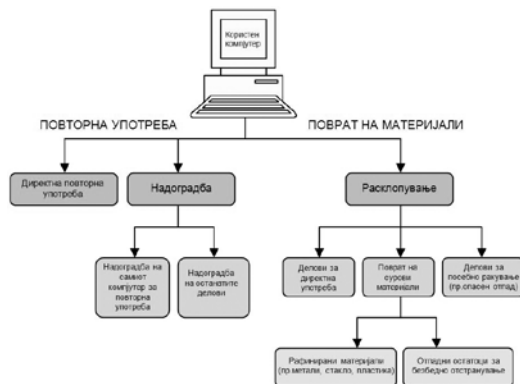 Користен
компјутер
ПОВТОРНА УПОТРЕБА
ПОВРАТ НА МАТЕРИЈАЛИ
Директна повторна
употреба
Надоградба
Расклопување
Надоградба на
самиот
компјутер за
повторна
употреба
Надоградба
на останатите
делови
Делови за
директна
употреба
Поврат на
сурови
материјали
Делови за
посебно ракување
(пр.опасен отпад)
Рафинирани материјали
(пр.метали, стакло, пластика)
Отпадни остатоци за
безбедно отстранување